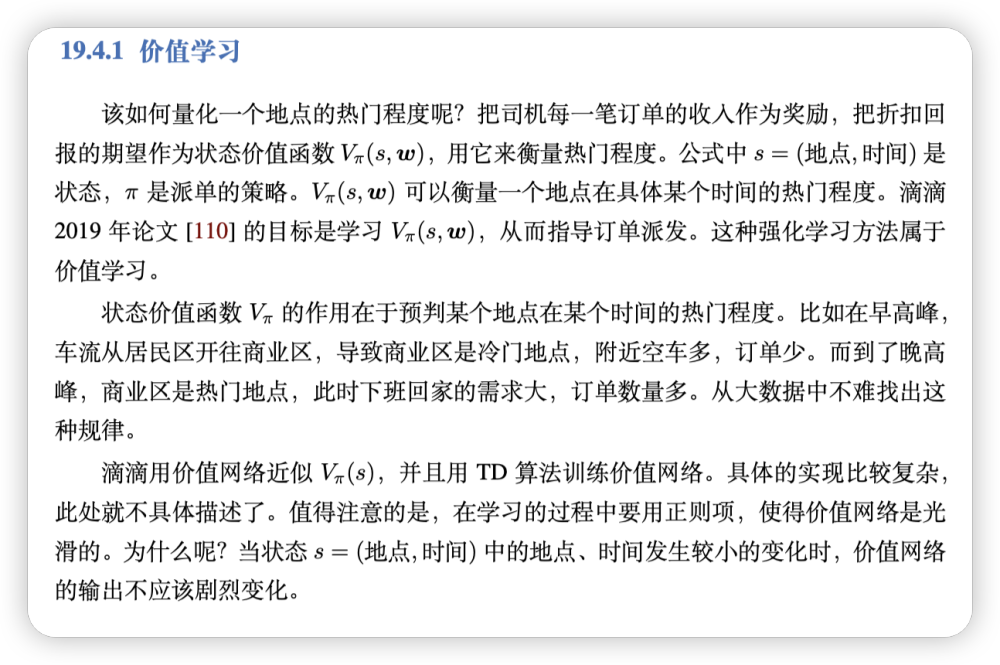 19.4.1 价值学习
该如何量化一个地点的热门程度呢？把司机每一笔订单的收入作为奖励，把折扣回
报的期望作为状态价值函数 Vπ(s, w)，用它来衡量热门程度。公式中 s = (地点, 时间) 是
状态，π 是派单的策略。Vπ(s, w) 可以衡量一个地点在具体某个时间的热门程度。滴滴
2019 年论文 [110] 的目标是学习 Vπ(s, w)，从而指导订单派发。这种强化学习方法属于
价值学习。
状态价值函数 Vπ 的作用在于预判某个地点在某个时间的热门程度。比如在早高峰，
车流从居民区开往商业区，导致商业区是冷门地点，附近空车多，订单少。而到了晚高
峰，商业区是热门地点，此时下班回家的需求大，订单数量多。从大数据中不难找出这
种规律。
滴滴用价值网络近似 Vπ(s)，并且用 TD 算法训练价值网络。具体的实现比较复杂，
此处就不具体描述了。值得注意的是，在学习的过程中要用正则项，使得价值网络是光
滑的。为什么呢？当状态 s = (地点, 时间) 中的地点、时间发生较小的变化时，价值网络
的输出不应该剧烈变化。